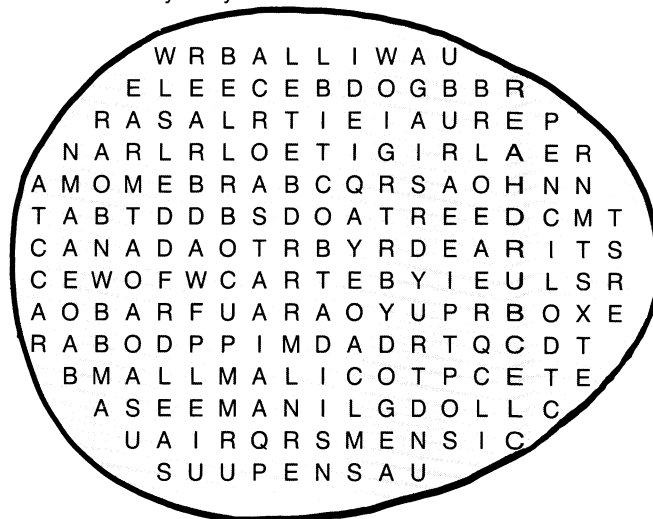 W R B A L L I W A U
E L E E C E B D O G B B R
R A S A L R T I E I A U R E P
N A R L R L O E T I G I R L A E R
A M O M E B R A B C Q R S A O H N N
T A B T D D B S D O A T R E E D C M T
C A N A D A O T R B Y R D E A R I T S
C E W O F W C A R T E B Y I E U L S R
A O B A R F U A R A O Y U P R B O X E
R A B O D P P I M D A D R T Q C D T
B M A L L M A L I C O T P C E T E
A S E E M A N I L G D O L L C
U A I R Q R S M E N S I C
S U U P E N S A U